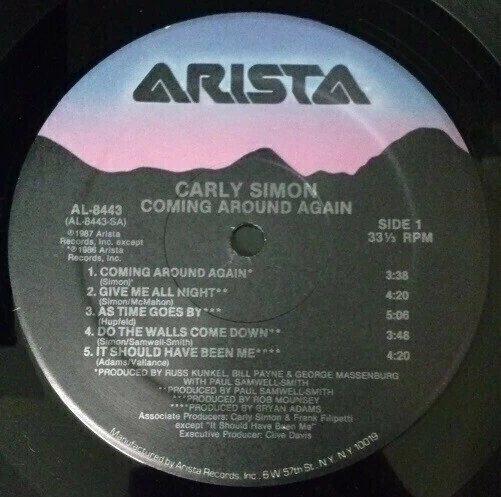 ARISTA
CARLY SIMON
COMING AROUND AGAIN
AL-8443
(AL-8443-SA)
SIDE 1
33⅓ RPM
℗1987 Arista
Records, Inc. except
*℗1986 Arista
Records, Inc.
1. COMING AROUND AGAIN* 3:38
(Simon)
2. GIVE ME ALL NIGHT** 4:20
(Simon/McMahon)
3. AS TIME GOES BY*** 5:06
(Hupfeld)
4. DO THE WALLS COME DOWN** 3:48
(Simon/Samwell-Smith)
5. IT SHOULD HAVE BEEN ME**** 4:20
(Adams/Vallance)
*PRODUCED BY RUSS KUNKEL, BILL PAYNE & GEORGE MASSENBURG
WITH PAUL SAMWELL-SMITH
**PRODUCED BY PAUL SAMWELL-SMITH
***PRODUCED BY ROB MOUNSEY
****PRODUCED BY BRYAN ADAMS
Associate Producers: Carly Simon & Frank Filipetti
except "It Should Have Been Me"
Executive Producer: Clive Davis
Manufactured by Arista Records, Inc., 6 W 57th St., N.Y. N.Y. 10019